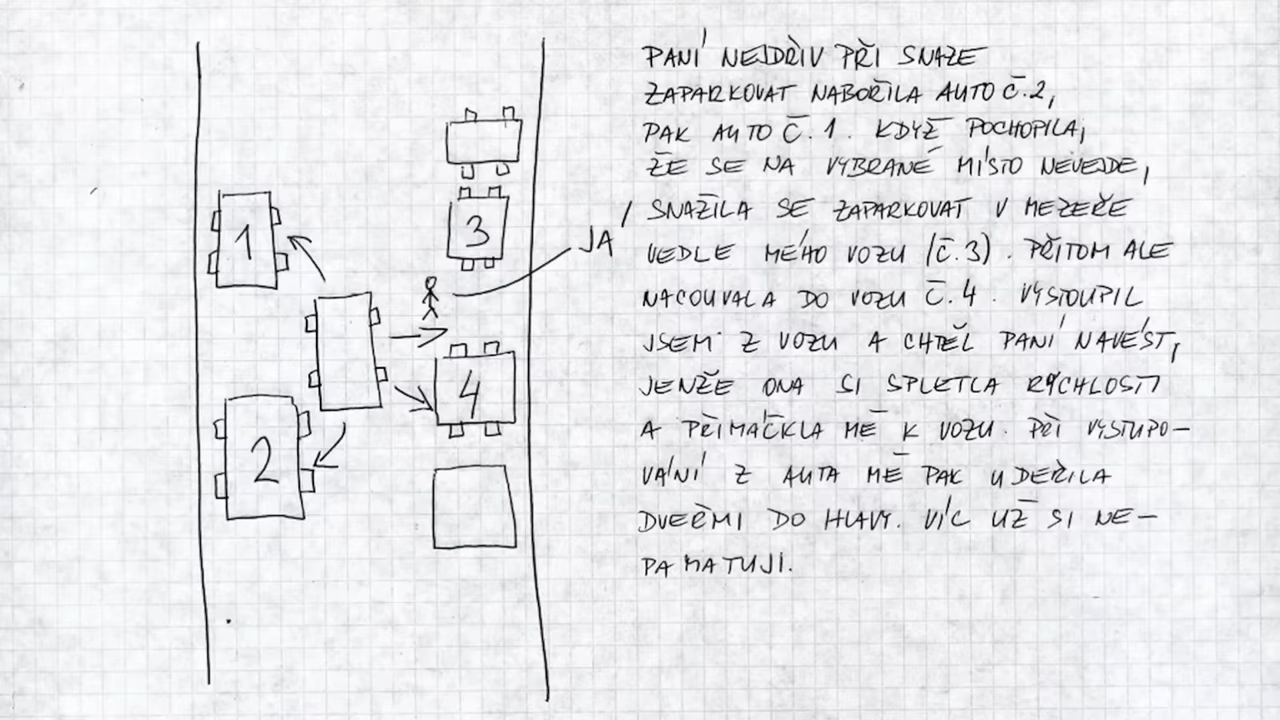 1
2
3
4
JÁ
PANÍ NEJDŘÍV PŘI SNAZE
ZAPARKOVAT NABOŘILA AUTO Č.2,
PAK AUTO Č.1. KDYŽ POCHOPILA,
ŽE SE NA VYBRANÉ MÍSTO NEVEJDE,
SNAŽILA SE ZAPARKOVAT V MEZEŘE
VEDLE MÉHO VOZU (Č.3). PŘITOM ALE
NACOUVALA DO VOZU Č.4. VYSTOUPIL
JSEM Z VOZU A CHTĚL PANÍ NAVÉST,
JENŽE ONA SI SPLETLA RYCHLOSTI
A PŘIMÁČKLA MĚ K VOZU. PŘI VYSTUPO-
VÁNÍ Z AUTA MĚ PAK UDEŘILA
DVEŘMI DO HLAVY. VÍC UŽ SI NE-
PAMATUJI.